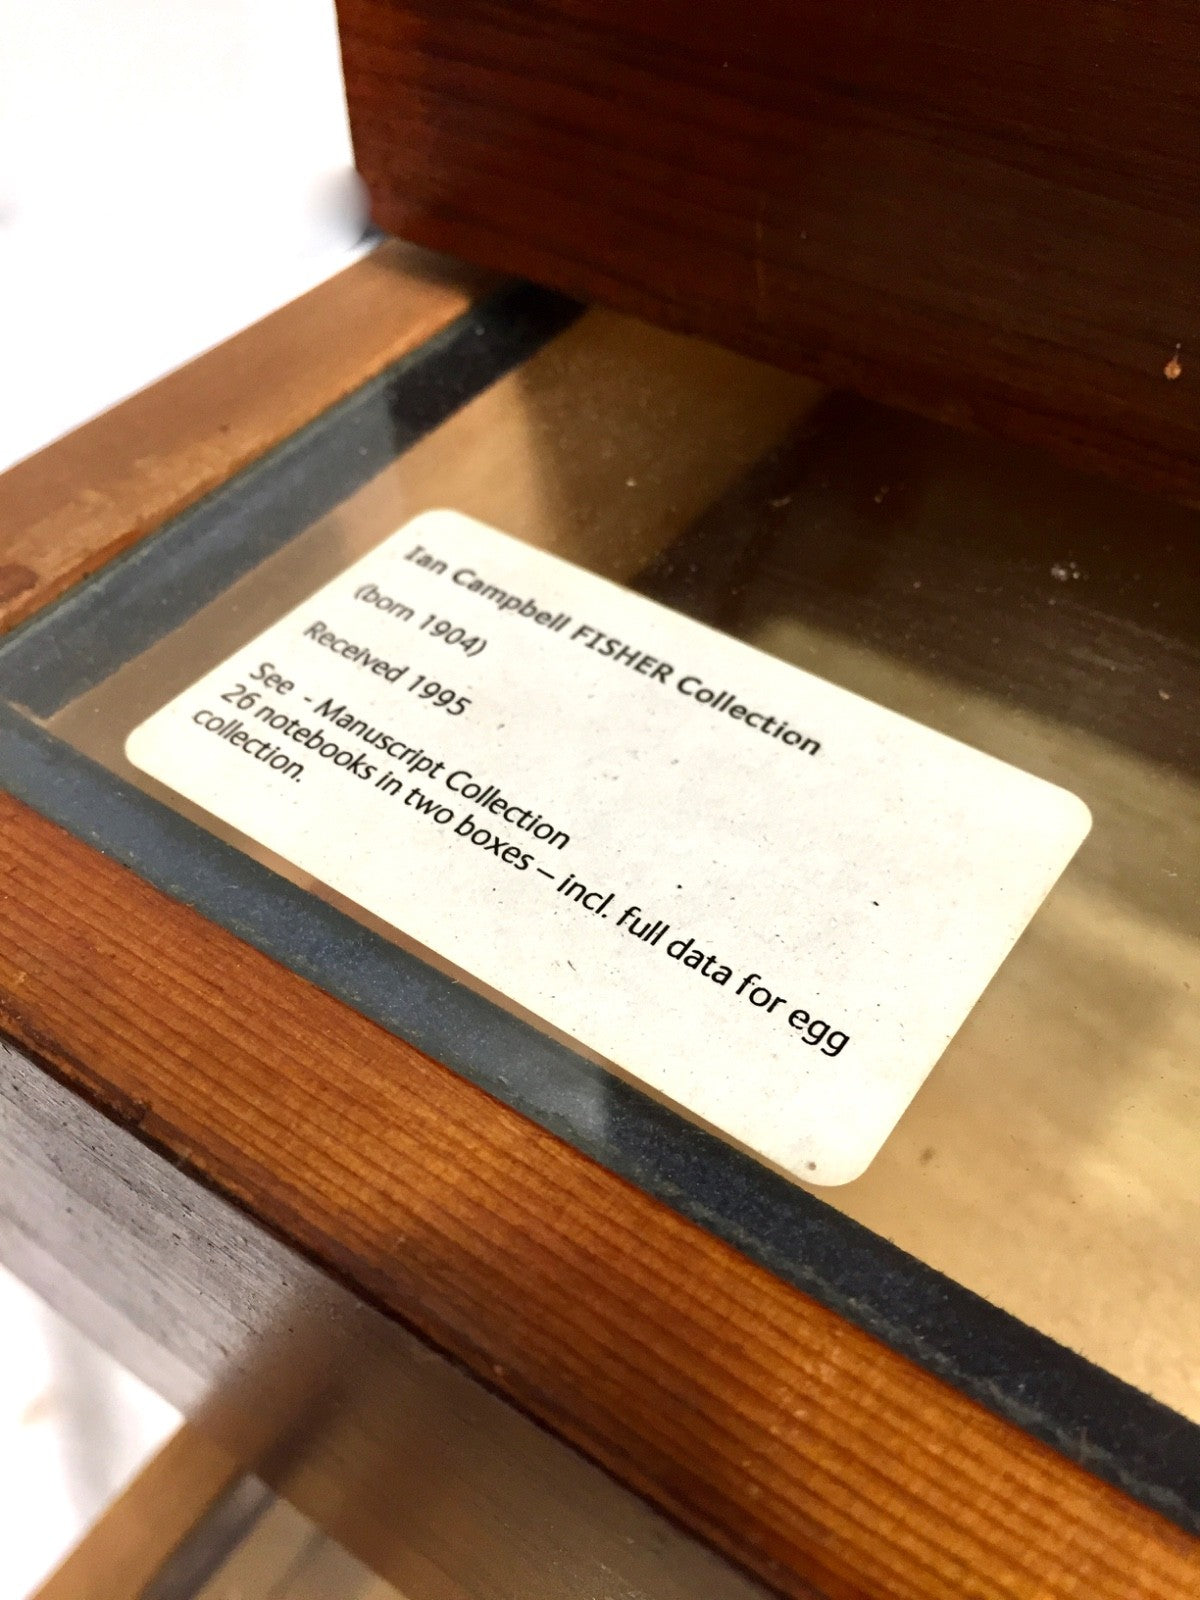 Ian Campbell FISHER Collection
(born 1904)
Received 1995
See - Manuscript Collection
26 notebooks in two boxes – incl. full data for egg
collection.